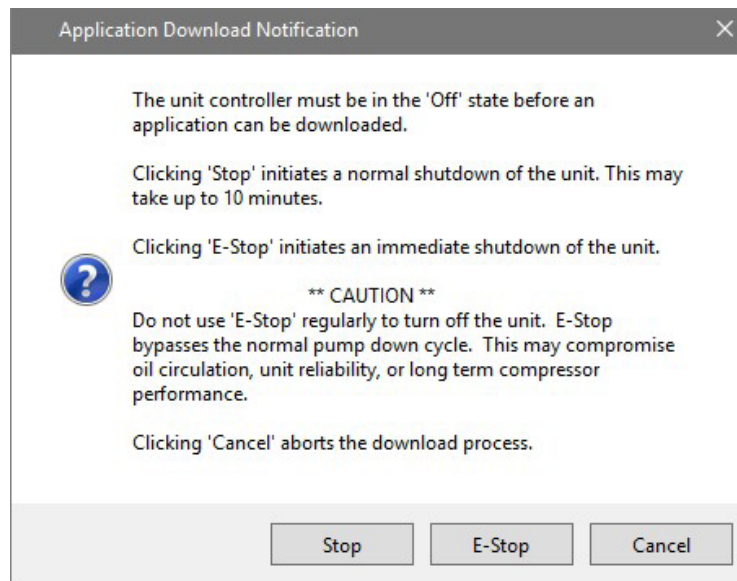 Application Download Notification
The unit controller must be in the 'Off' state before an
application can be downloaded.
Clicking 'Stop' initiates a normal shutdown of the unit. This may
take up to 10 minutes.
Clicking 'E-Stop' initiates an immediate shutdown of the unit.
** CAUTION **
Do not use 'E-Stop' regularly to turn off the unit.  E-Stop
bypasses the normal pump down cycle.  This may compromise
oil circulation, unit reliability, or long term compressor
performance.
Clicking 'Cancel' aborts the download process.
Stop
E-Stop
Cancel